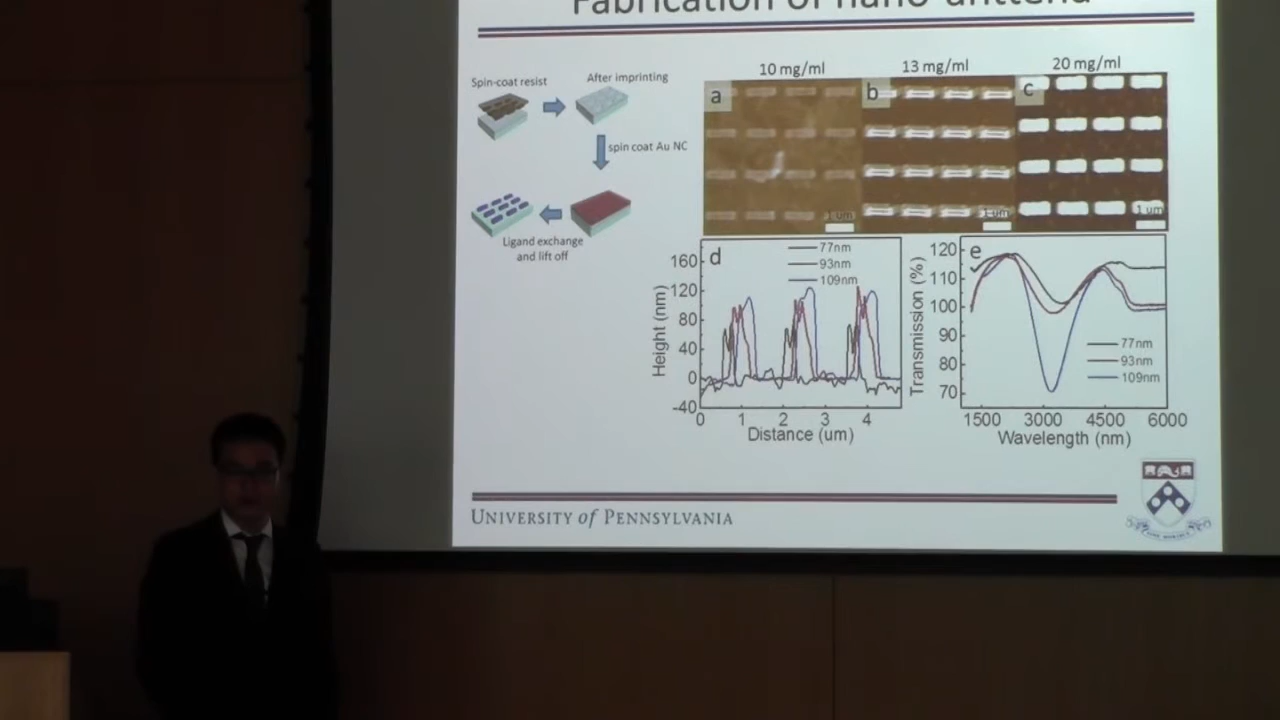 Fabrication of nano-antenna
Spin-coat resist
After imprinting
spin coat Au NC
Ligand exchange
and lift off
10 mg/ml
13 mg/ml
20 mg/ml
a
b
c
1 um
1 um
1 um
d
77nm
93nm
109nm
Height (nm)
160
120
80
40
0
-40
0 1 2 3 4
Distance (um)
e
Transmission (%)
120
110
100
90
80
70
77nm
93nm
109nm
1500 3000 4500 6000
Wavelength (nm)
UNIVERSITY of PENNSYLVANIA